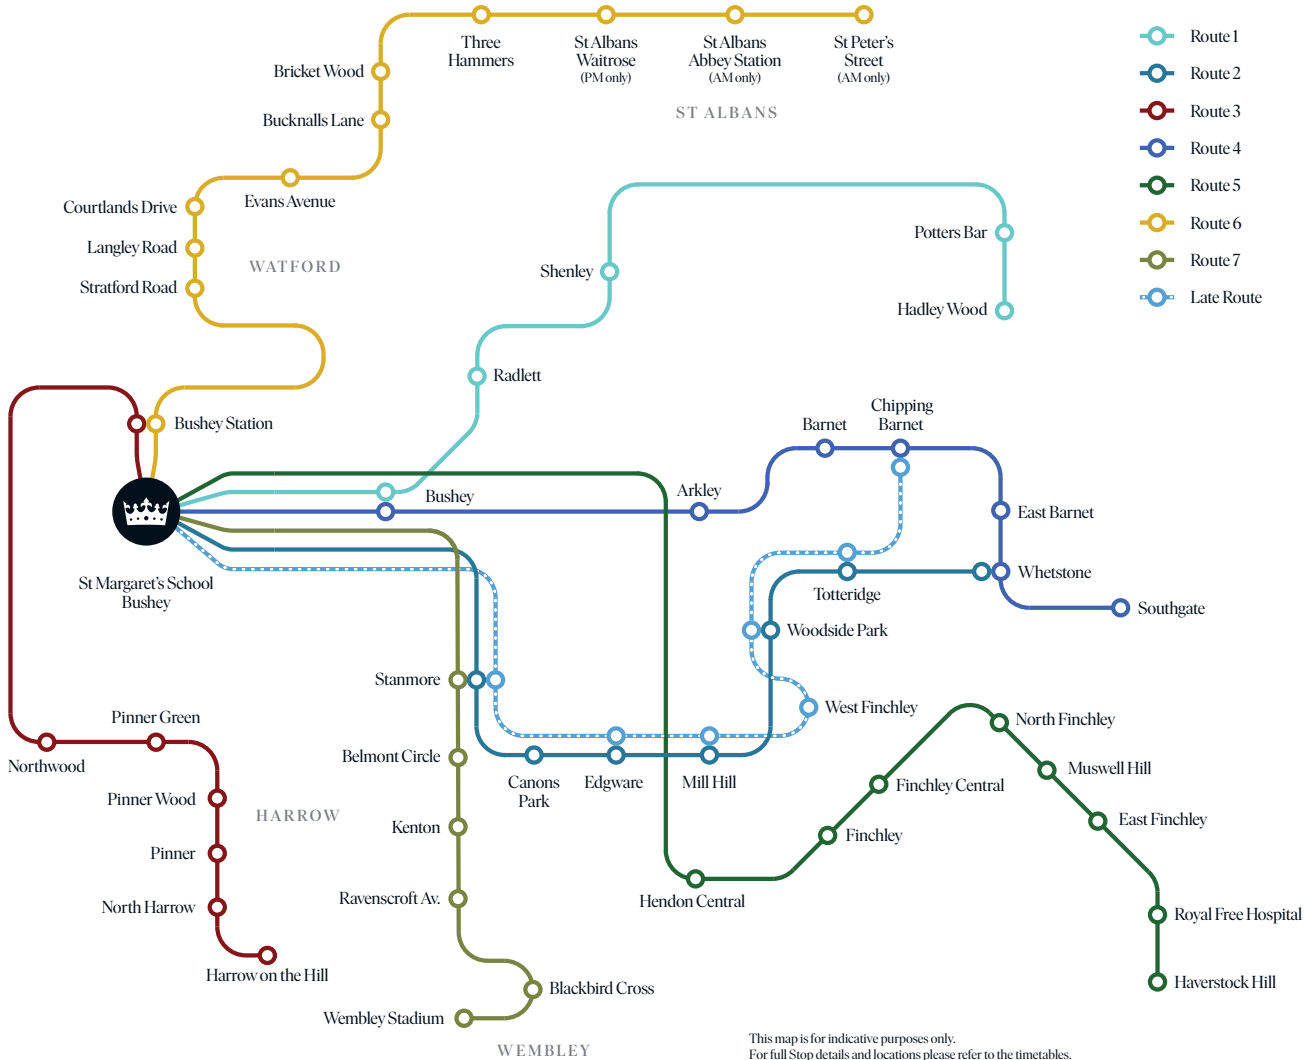 Three
Hammers
St Albans
Waitrose
(PM only)
St Albans
Abbey Station
(AM only)
St Peter's
Street
(AM only)
ST ALBANS
Bricket Wood
Bucknalls Lane
Evans Avenue
Courtlands Drive
Langley Road
Stratford Road
WATFORD
Route 1
Route 2
Route 3
Route 4
Route 5
Route 6
Route 7
Late Route
Potters Bar
Hadley Wood
Shenley
Radlett
Bushey Station
Bushey
St Margaret's School
Bushey
Arkley
Barnet
Chipping
Barnet
East Barnet
Whetstone
Southgate
Totteridge
Woodside Park
West Finchley
Stanmore
Belmont Circle
Kenton
Ravenscroft Av.
Blackbird Cross
Wembley Stadium
WEMBLEY
Canons
Park
Edgware
Mill Hill
Hendon Central
Finchley
Finchley Central
North Finchley
Muswell Hill
East Finchley
Royal Free Hospital
Haverstock Hill
Northwood
Pinner Green
Pinner Wood
Pinner
North Harrow
Harrow on the Hill
HARROW
This map is for indicative purposes only.
For full Stop details and locations please refer to the timetables.